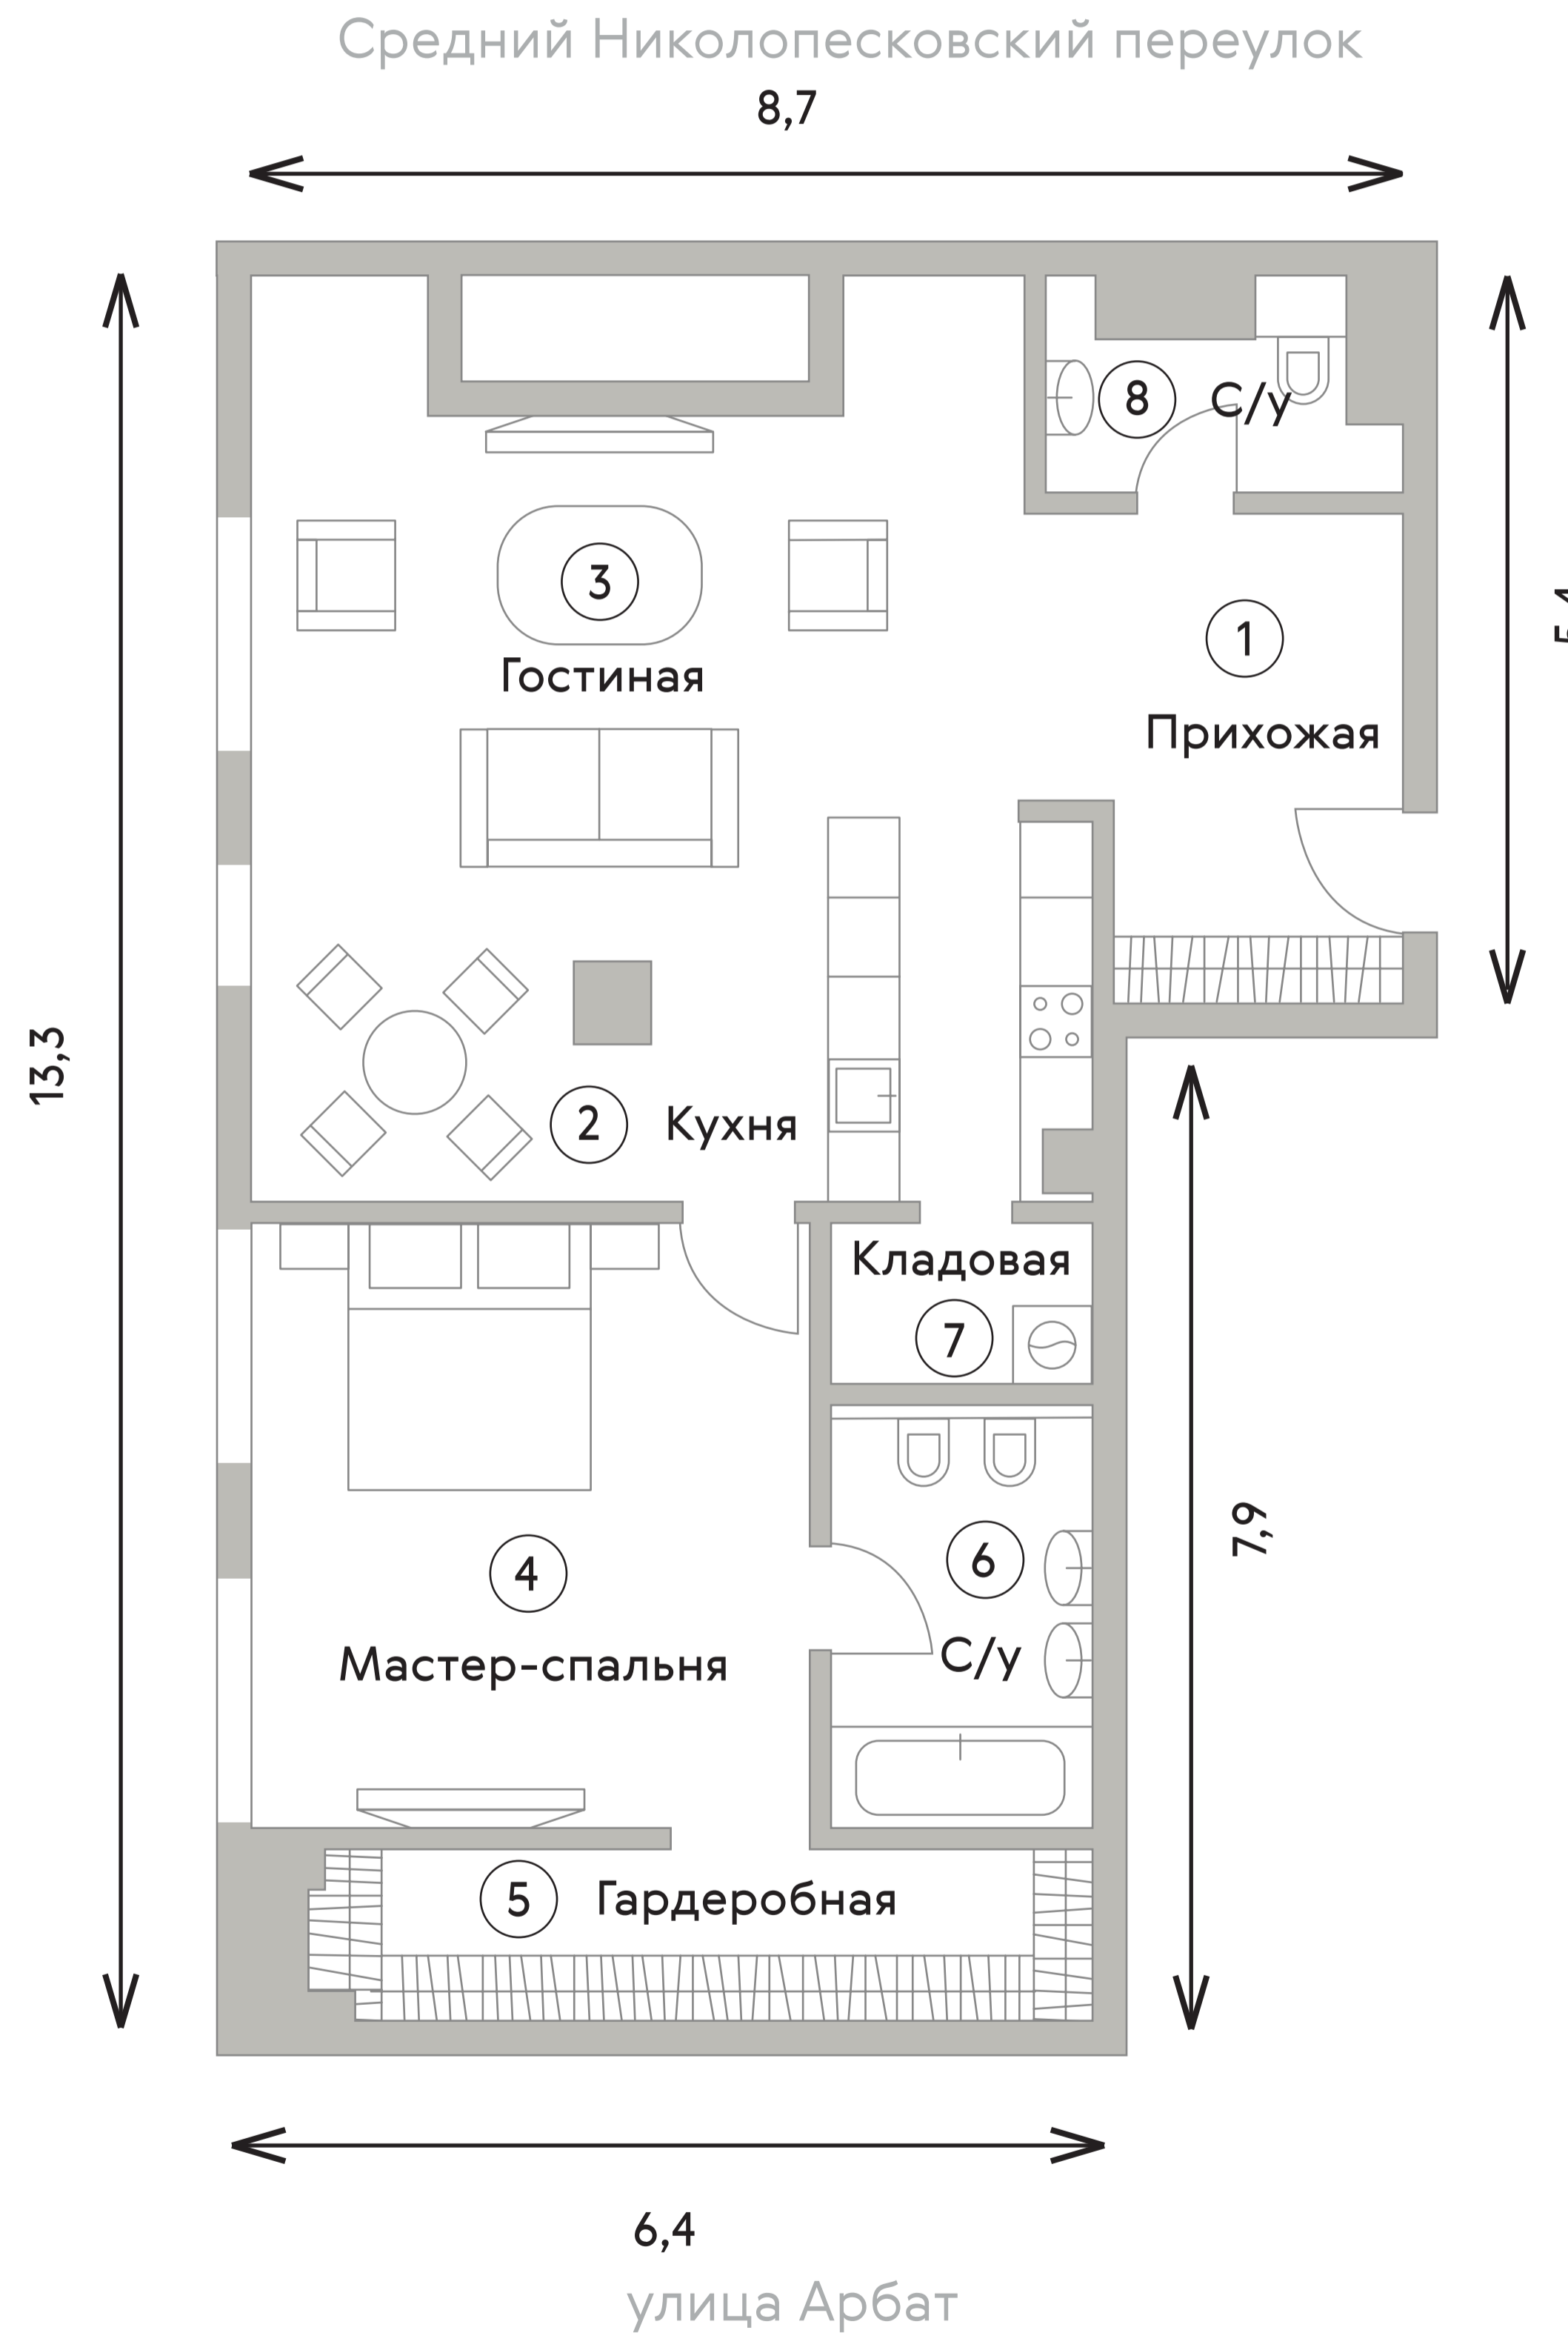 Средний Николопесковский переулок
8,7
8
С/у
3
1
Гостиная
Прихожая
13,3
2 Кухня
Кладовая
7
7,9
6
4
С/у
Мастер-спальня
5 Гардеробная
6,4
улица Арбат